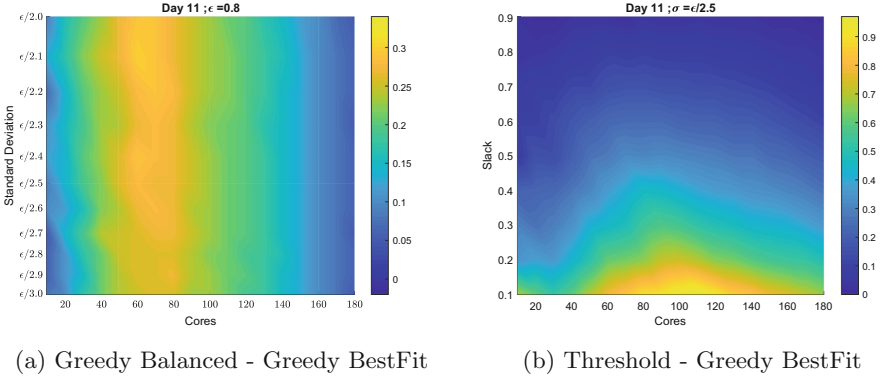 Day 11 ;ϵ =0.8
ϵ/2.0
ϵ/2.1
ϵ/2.2
ϵ/2.3
ϵ/2.4
ϵ/2.5
ϵ/2.6
ϵ/2.7
ϵ/2.8
ϵ/2.9
ϵ/3.0
Standard Deviation
20 40 60 80 100 120 140 160 180
Cores
0.3
0.25
0.2
0.15
0.1
0.05
0
(a) Greedy Balanced - Greedy BestFit
Day 11 ;σ =ϵ/2.5
0.9
0.8
0.7
0.6
0.5
0.4
0.3
0.2
0.1
Slack
20 40 60 80 100 120 140 160 180
Cores
0.9
0.8
0.7
0.6
0.5
0.4
0.3
0.2
0.1
0
(b) Threshold - Greedy BestFit